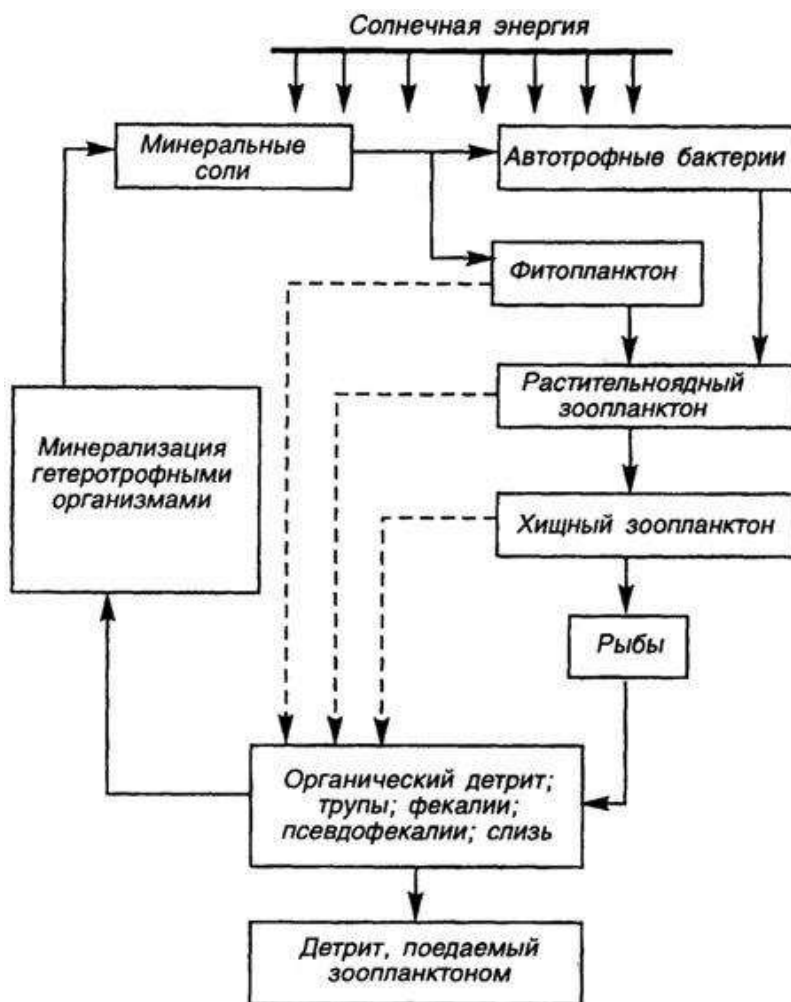 Солнечная энергия
Минеральные
соли
Автотрофные бактерии
Фитопланктон
Растительноядный
зоопланктон
Минерализация
гетеротрофными
организмами
Хищный зоопланктон
Рыбы
Органический детрит;
трупы; фекалии;
псевдофекалии; слизь
Детрит, поедаемый
зоопланктоном